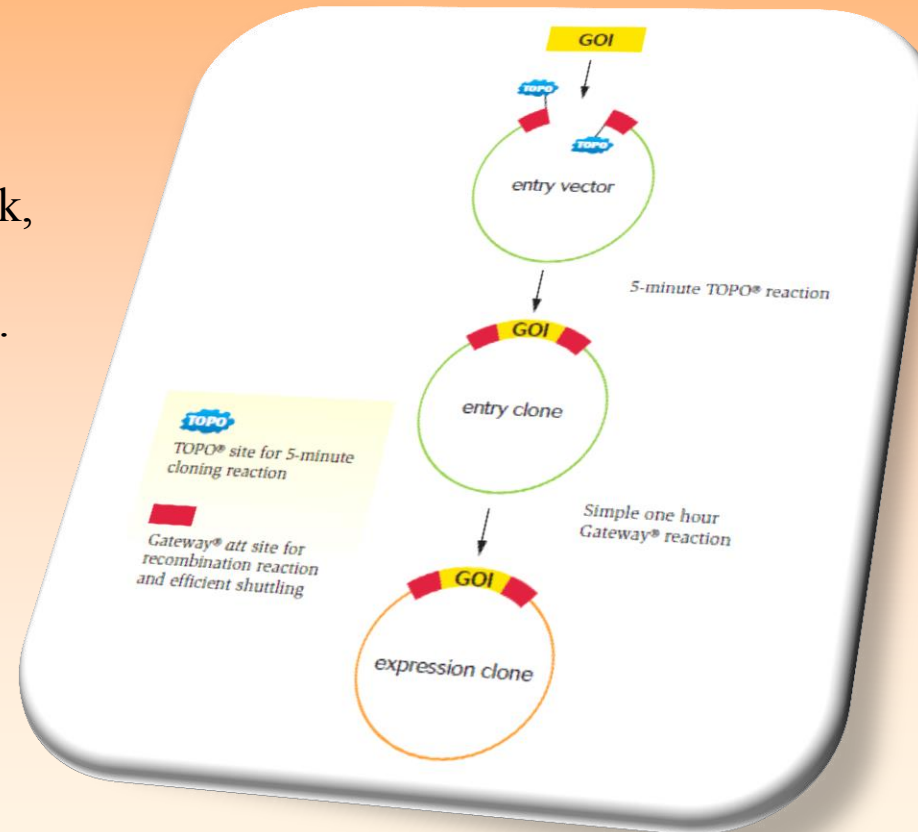 k,
.
GOI
TOPO
TOPO
entry vector
5-minute TOPO® reaction
GOI
entry clone
TOPO
TOPO® site for 5-minute
cloning reaction
Gateway® att site for
recombination reaction
and efficient shuttling
Simple one hour
Gateway® reaction
GOI
expression clone